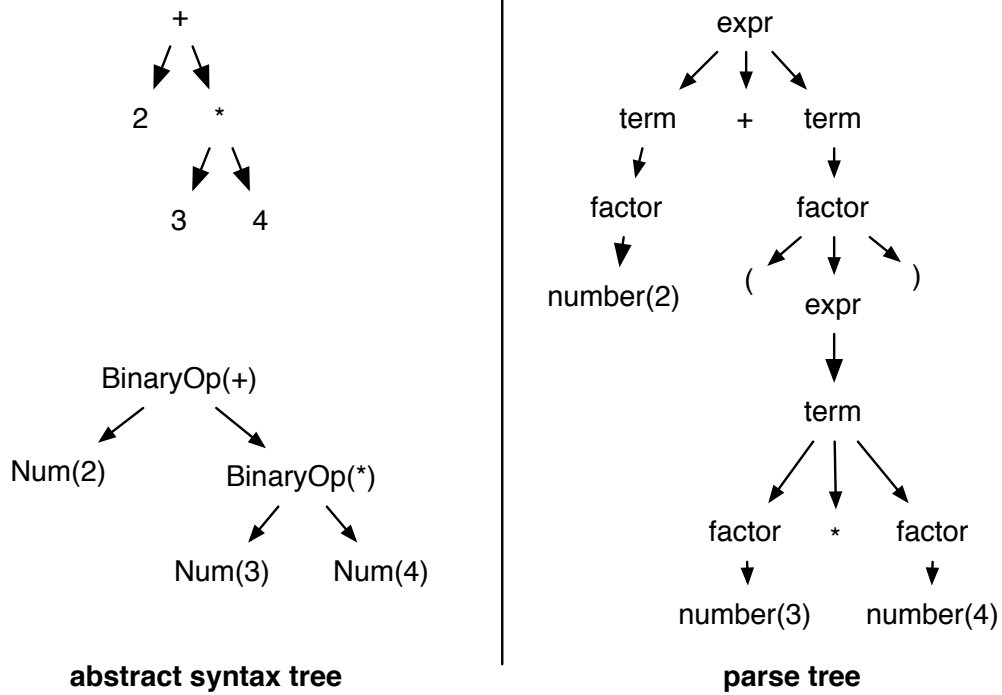 +
2 *
3 4
BinaryOp(+)
Num(2)
BinaryOp(*)
Num(3) Num(4)
abstract syntax tree
expr
term + term
factor factor
number(2)
( )
expr
term
factor * factor
number(3) number(4)
parse tree